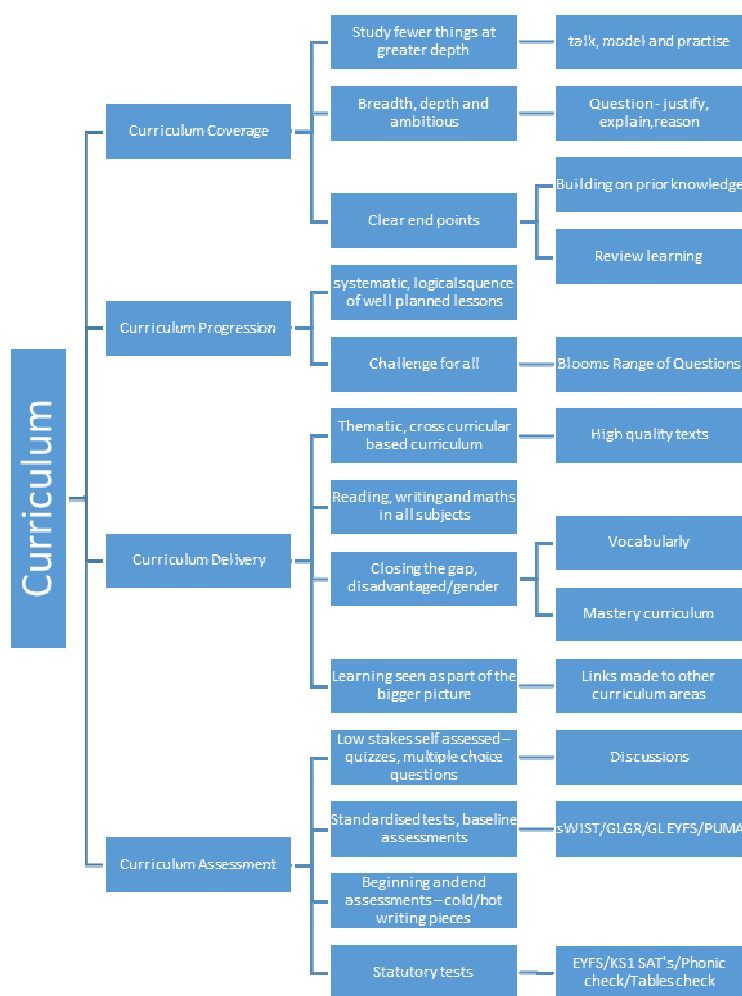 Curriculum
Curriculum Coverage
Study fewer things at
greater depth
talk, model and practise
Breadth, depth and
ambitious
Question - justify,
explain,reason
Clear end points
Building on prior knowledge
Review learning
Curriculum Progression
systematic, logicalsquence
of well planned lessons
Challenge for all
Blooms Range of Questions
Curriculum Delivery
Thematic, cross curricular
based curriculum
High quality texts
Reading, writing and maths
in all subjects
Closing the gap,
disadvantaged/gender
Vocabularly
Mastery curriculum
Learning seen as part of the
bigger picture
Links made to other
curriculum areas
Curriculum Assessment
Low stakes self assessed –
quizzes, multiple choice
questions
Discussions
Standardised tests, baseline
assessments
sWIST/GLGR/GL EYFS/PUMA
Beginning and end
assessments – cold/hot
writing pieces
Statutory tests
EYFS/KS1 SAT's/Phonic
check/Tables check